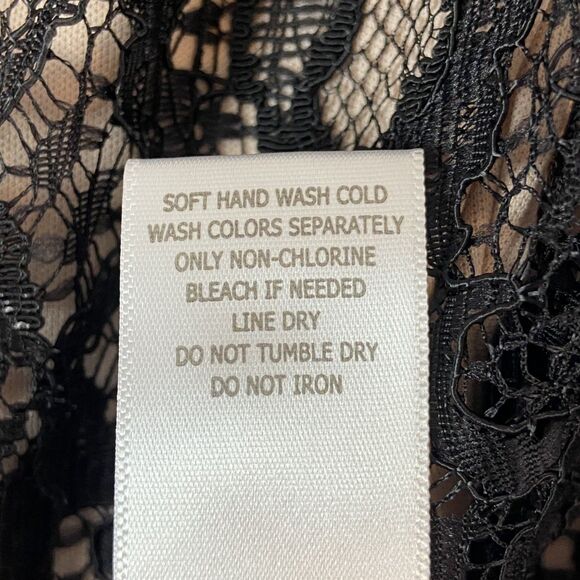 SOFT HAND WASH COLD
WASH COLORS SEPARATELY
ONLY NON-CHLORINE
BLEACH IF NEEDED
LINE DRY
DO NOT TUMBLE DRY
DO NOT IRON